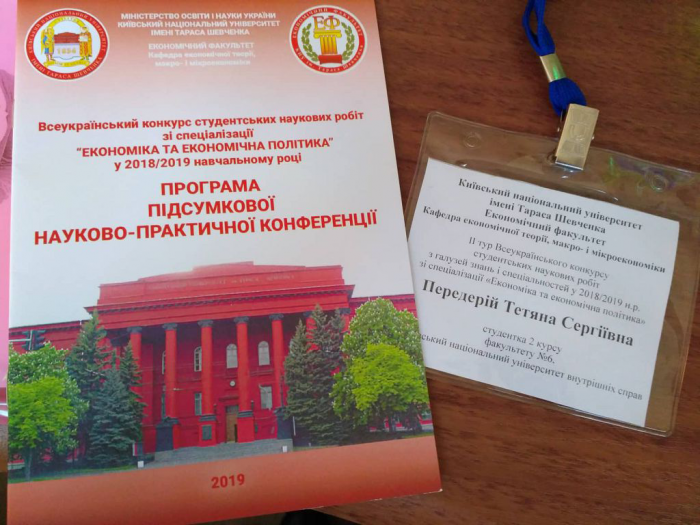 МІНІСТЕРСТВО ОСВІТИ І НАУКИ УКРАЇНИ
КИЇВСЬКИЙ НАЦІОНАЛЬНИЙ УНІВЕРСИТЕТ
ІМЕНІ ТАРАСА ШЕВЧЕНКА
ЕКОНОМІЧНИЙ ФАКУЛЬТЕТ
Кафедра економічної теорії,
макро- і мікроекономіки
1834
ЕФ
Всеукраїнський конкурс студентських наукових робіт
зі спеціалізації
"ЕКОНОМІКА ТА ЕКОНОМІЧНА ПОЛІТИКА"
у 2018/2019 навчальному році
ПРОГРАМА
ПІДСУМКОВОЇ
НАУКОВО-ПРАКТИЧНОЇ КОНФЕРЕНЦІЇ
2019
Київський національний університет
імені Тараса Шевченка
Економічний факультет
Кафедра економічної теорії, макро- і мікроекономіки
ІІ тур Всеукраїнського конкурсу
студентських наукових робіт
з галузей знань і спеціальностей у 2018/2019 н.р.
зі спеціалізації «Економіка та економічна політика»
Передерій Тетяна Сергіївна
студентка 2 курсу
факультету №6,
національний університет внутрішніх справ